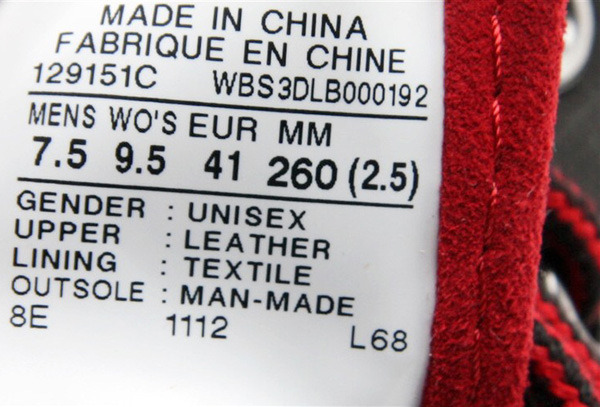 MADE IN CHINA
FABRIQUE EN CHINE
129151C WBS3DLB000192
MENS WO'S EUR MM
7.5 9.5 41 260 (2.5)
GENDER : UNISEX
UPPER : LEATHER
LINING : TEXTILE
OUTSOLE : MAN-MADE
8E 1112 L68